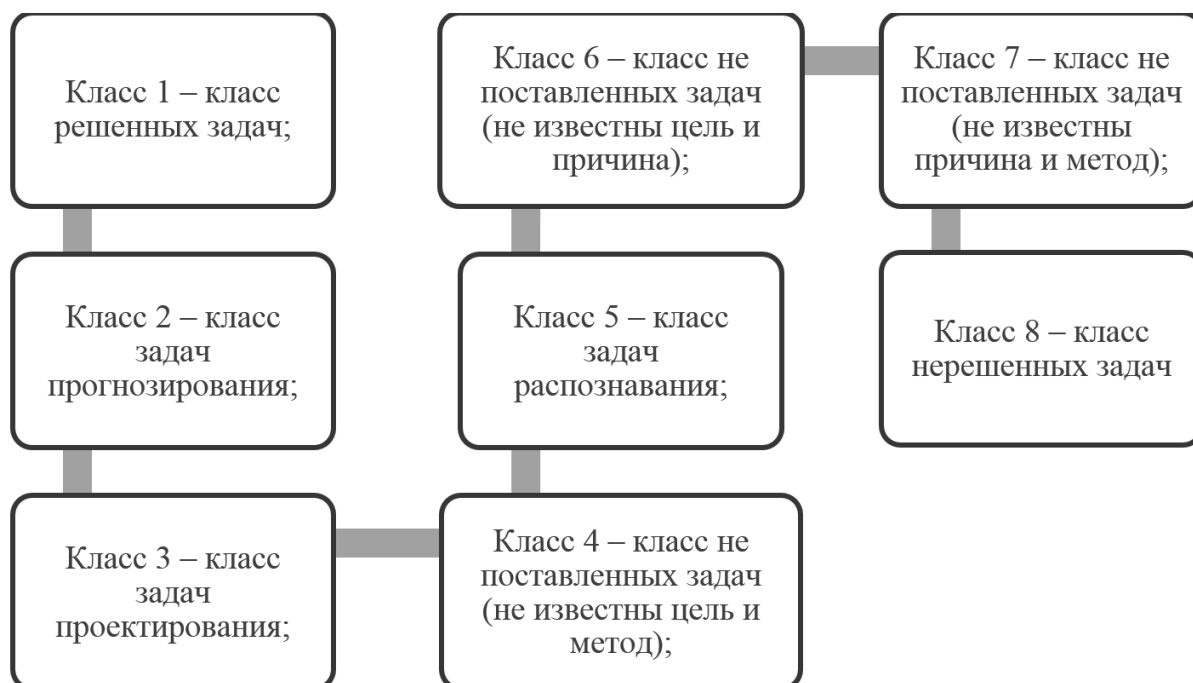 Класс 1 – класс
решенных задач;
Класс 2 – класс
задач
прогнозирования;
Класс 3 – класс
задач
проектирования;
Класс 4 – класс не
поставленных задач
(не известны цель и
метод);
Класс 5 – класс
задач
распознавания;
Класс 6 – класс не
поставленных задач
(не известны цель и
причина);
Класс 7 – класс не
поставленных задач
(не известны
причина и метод);
Класс 8 – класс
нерешенных задач